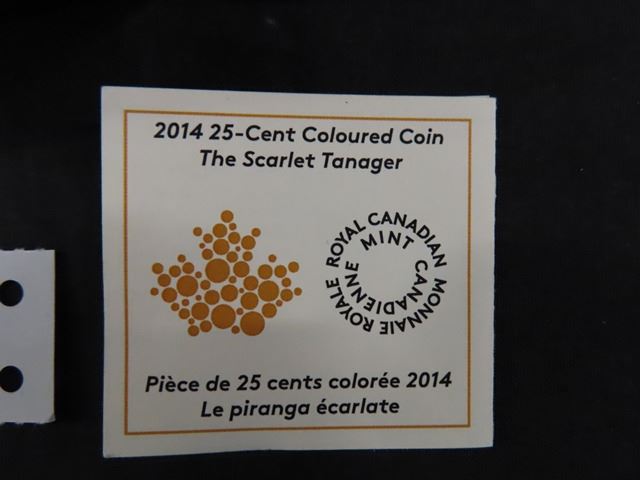 2014 25-Cent Coloured Coin
The Scarlet Tanager
ROYAL CANADIAN MINT
MONNAIE ROYALE CANADIENNE
Pièce de 25 cents colorée 2014
Le piranga écarlate